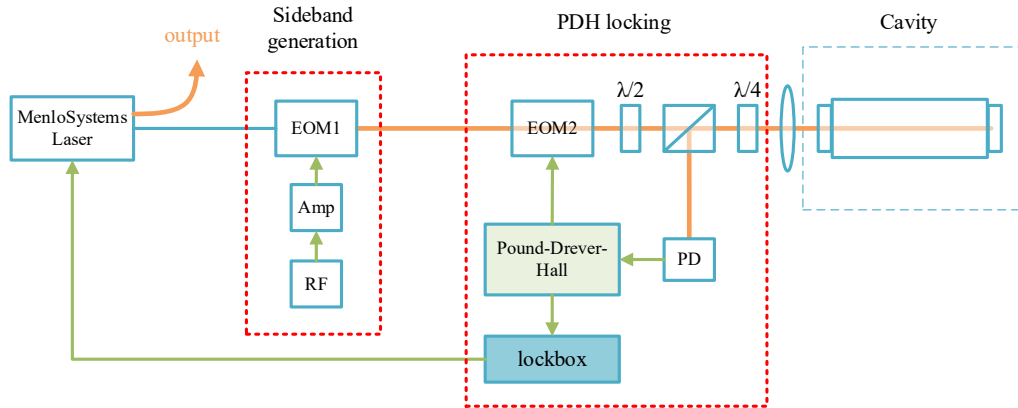 Sideband
generation
PDH locking
Cavity
output
λ/2
λ/4
MenloSystems
Laser
EOM1
EOM2
Amp
RF
Pound-Drever-
Hall
PD
lockbox